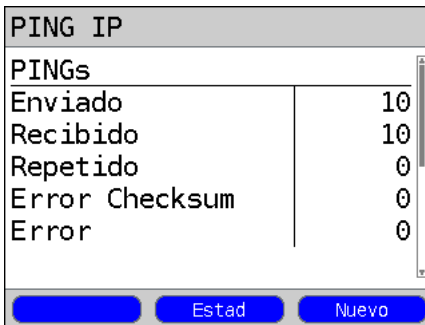 PING IP
PINGs
Enviado 10
Recibido 10
Repetido 0
Error Checksum 0
Error 0
Estad Nuevo